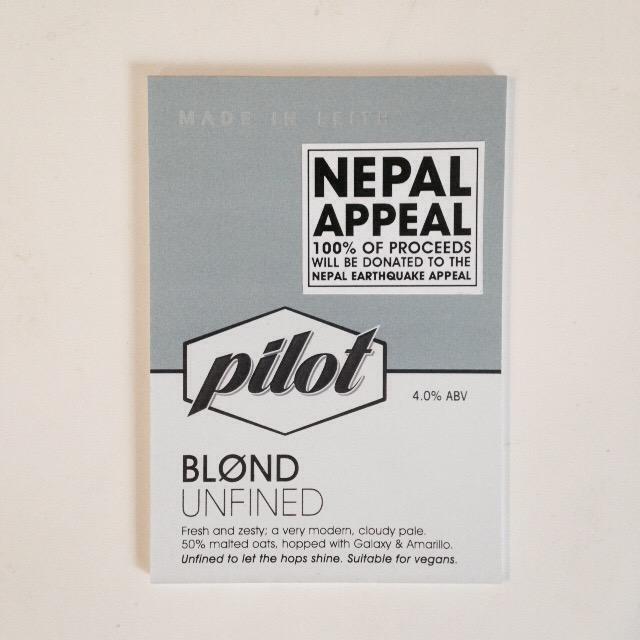 MADE IN LEITH
NEPAL
APPEAL
100% OF PROCEEDS
WILL BE DONATED TO THE
NEPAL EARTHQUAKE APPEAL
pilot
4.0% ABV
BLØND
UNFINED
Fresh and zesty; a very modern, cloudy pale.
50% malted oats, hopped with Galaxy & Amarillo.
Unfined to let the hops shine. Suitable for vegans.